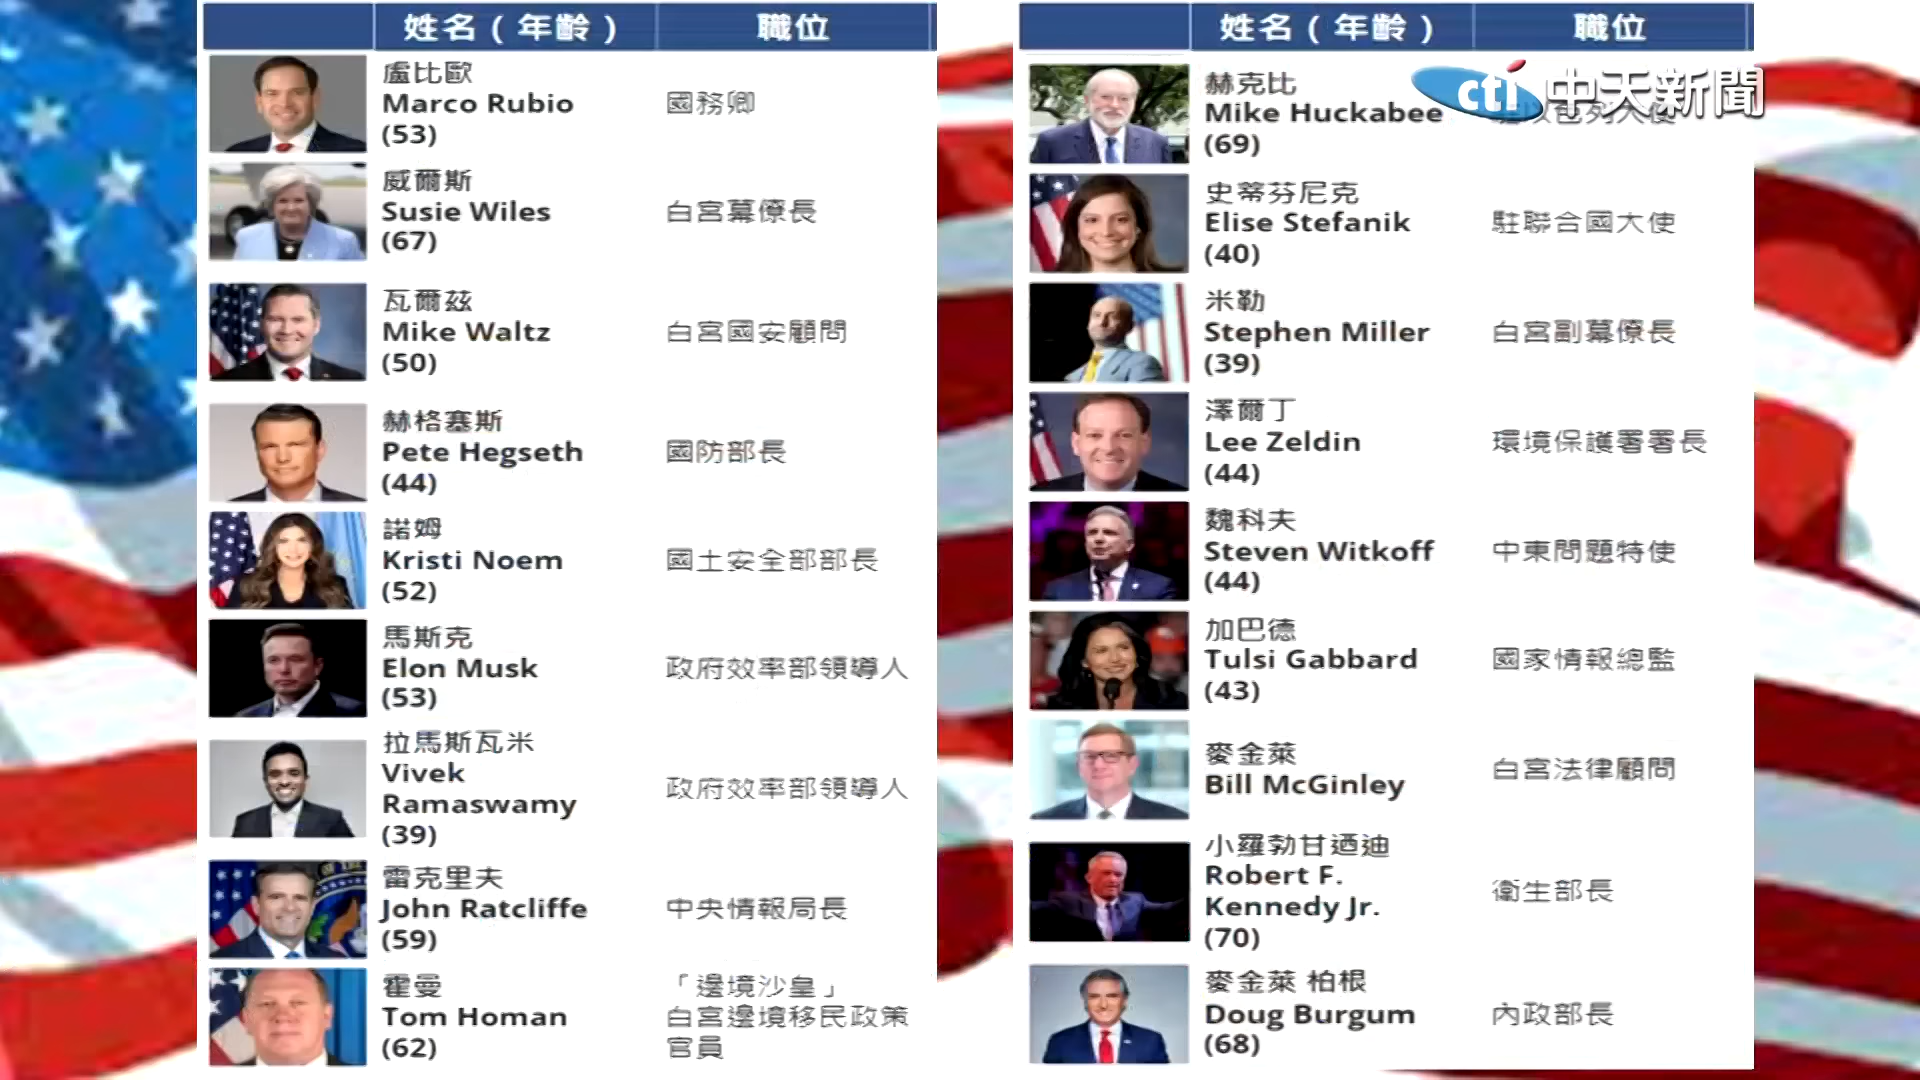 姓名（年齡）
職位
盧比歐
Marco Rubio
(53)
國務卿
威爾斯
Susie Wiles
(67)
白宮幕僚長
瓦爾茲
Mike Waltz
(50)
白宮國安顧問
赫格塞斯
Pete Hegseth
(44)
國防部長
諾姆
Kristi Noem
(52)
國土安全部部長
馬斯克
Elon Musk
(53)
政府效率部領導人
拉馬斯瓦米
Vivek
Ramaswamy
(39)
政府效率部領導人
雷克里夫
John Ratcliffe
(59)
中央情報局長
霍曼
Tom Homan
(62)
「邊境沙皇」
白宮邊境移民政策
官員
姓名（年齡）
職位
cti 中天新聞
赫克比
Mike Huckabee
(69)
史蒂芬尼克
Elise Stefanik
(40)
駐聯合國大使
米勒
Stephen Miller
(39)
白宮副幕僚長
澤爾丁
Lee Zeldin
(44)
環境保護署署長
魏科夫
Steven Witkoff
(44)
中東問題特使
加巴德
Tulsi Gabbard
(43)
國家情報總監
麥金萊
Bill McGinley
白宮法律顧問
小羅勃甘迺迪
Robert F.
Kennedy Jr.
(70)
衛生部長
麥金萊 柏根
Doug Burgum
(68)
內政部長